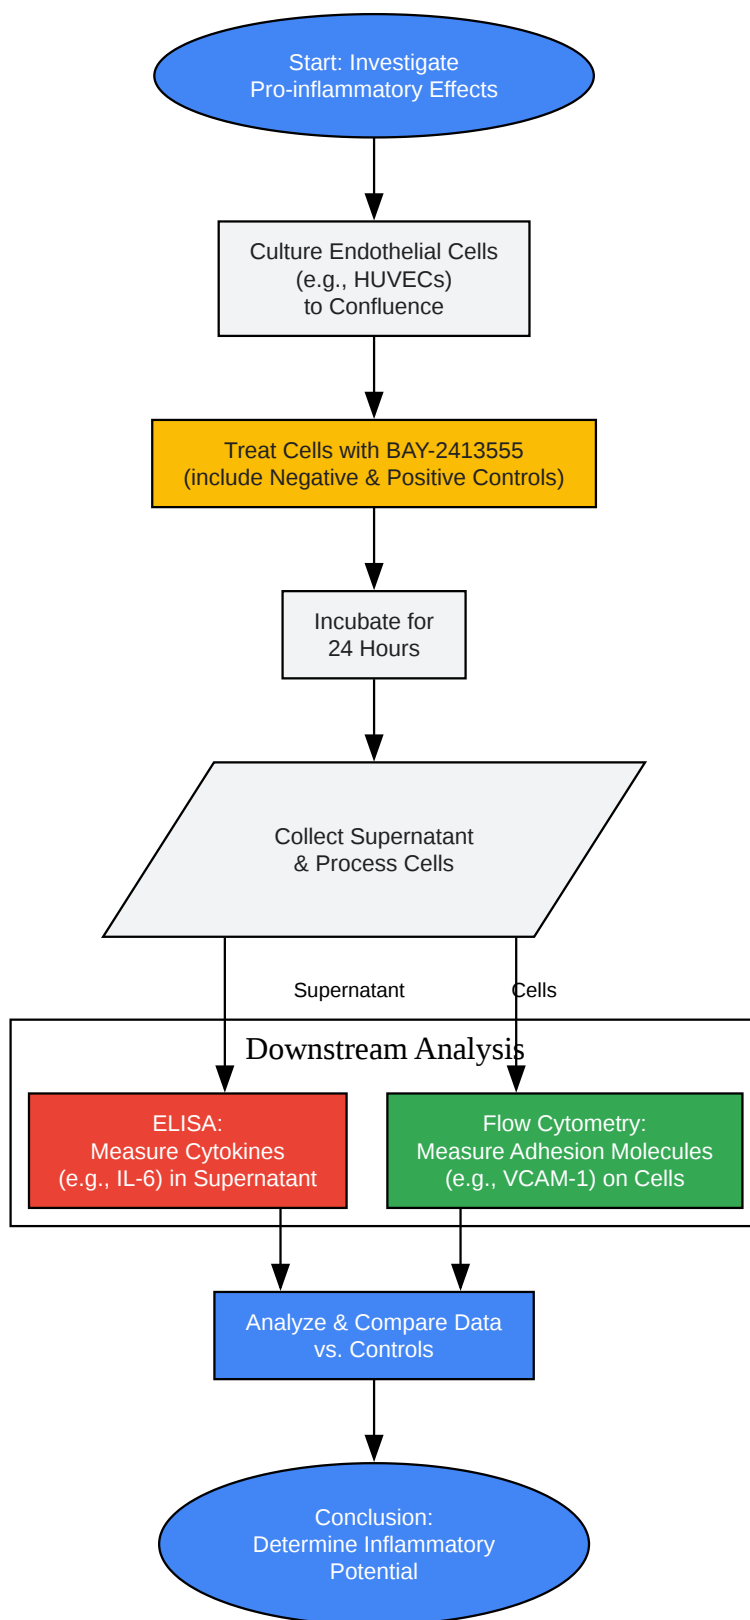 Start: Investigate
Pro-inflammatory Effects
Culture Endothelial Cells
(e.g., HUVECs)
to Confluence
Treat Cells with BAY-2413555
(include Negative & Positive Controls)
Incubate for
24 Hours
Collect Supernatant
& Process Cells
Supernatant
Cells
Downstream Analysis
ELISA:
Measure Cytokines
(e.g., IL-6) in Supernatant
Flow Cytometry:
Measure Adhesion Molecules
(e.g., VCAM-1) on Cells
Analyze & Compare Data
vs. Controls
Conclusion:
Determine Inflammatory
Potential